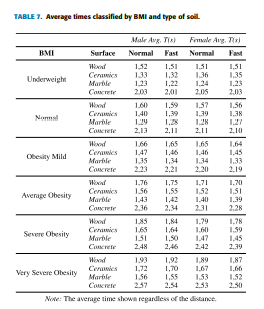 TABLE 7. Average times classified by BMI and type of soil.
Male Avg. T(s) Female Avg. T(s)
BMI Surface Normal Fast Normal Fast
Underweight
Wood 1,52 1,51 1,51 1,51
Ceramics 1,33 1,32 1,36 1,35
Marble 1,23 1,22 1,24 1,23
Concrete 2,03 2,01 2,05 2,03
Normal
Wood 1,60 1,59 1,57 1,56
Ceramics 1,40 1,39 1,39 1,38
Marble 1,29 1,28 1,28 1,27
Concrete 2,13 2,11 2,11 2,10
Obesity Mild
Wood 1,66 1,65 1,65 1,64
Ceramics 1,47 1,46 1,46 1,45
Marble 1,35 1,34 1,34 1,33
Concrete 2,23 2,21 2,20 2,19
Average Obesity
Wood 1,76 1,75 1,71 1,70
Ceramics 1,56 1,55 1,52 1,51
Marble 1,43 1,42 1,40 1,39
Concrete 2,36 2,34 2,31 2,28
Severe Obesity
Wood 1,85 1,84 1,79 1,78
Ceramics 1,65 1,64 1,60 1,59
Marble 1,51 1,50 1,47 1,45
Concrete 2,48 2,46 2,42 2,39
Very Severe Obesity
Wood 1,93 1,92 1,89 1,87
Ceramics 1,72 1,70 1,67 1,66
Marble 1,56 1,55 1,53 1,52
Concrete 2,57 2,54 2,53 2,50
Note: The average time shown regardless of the distance.